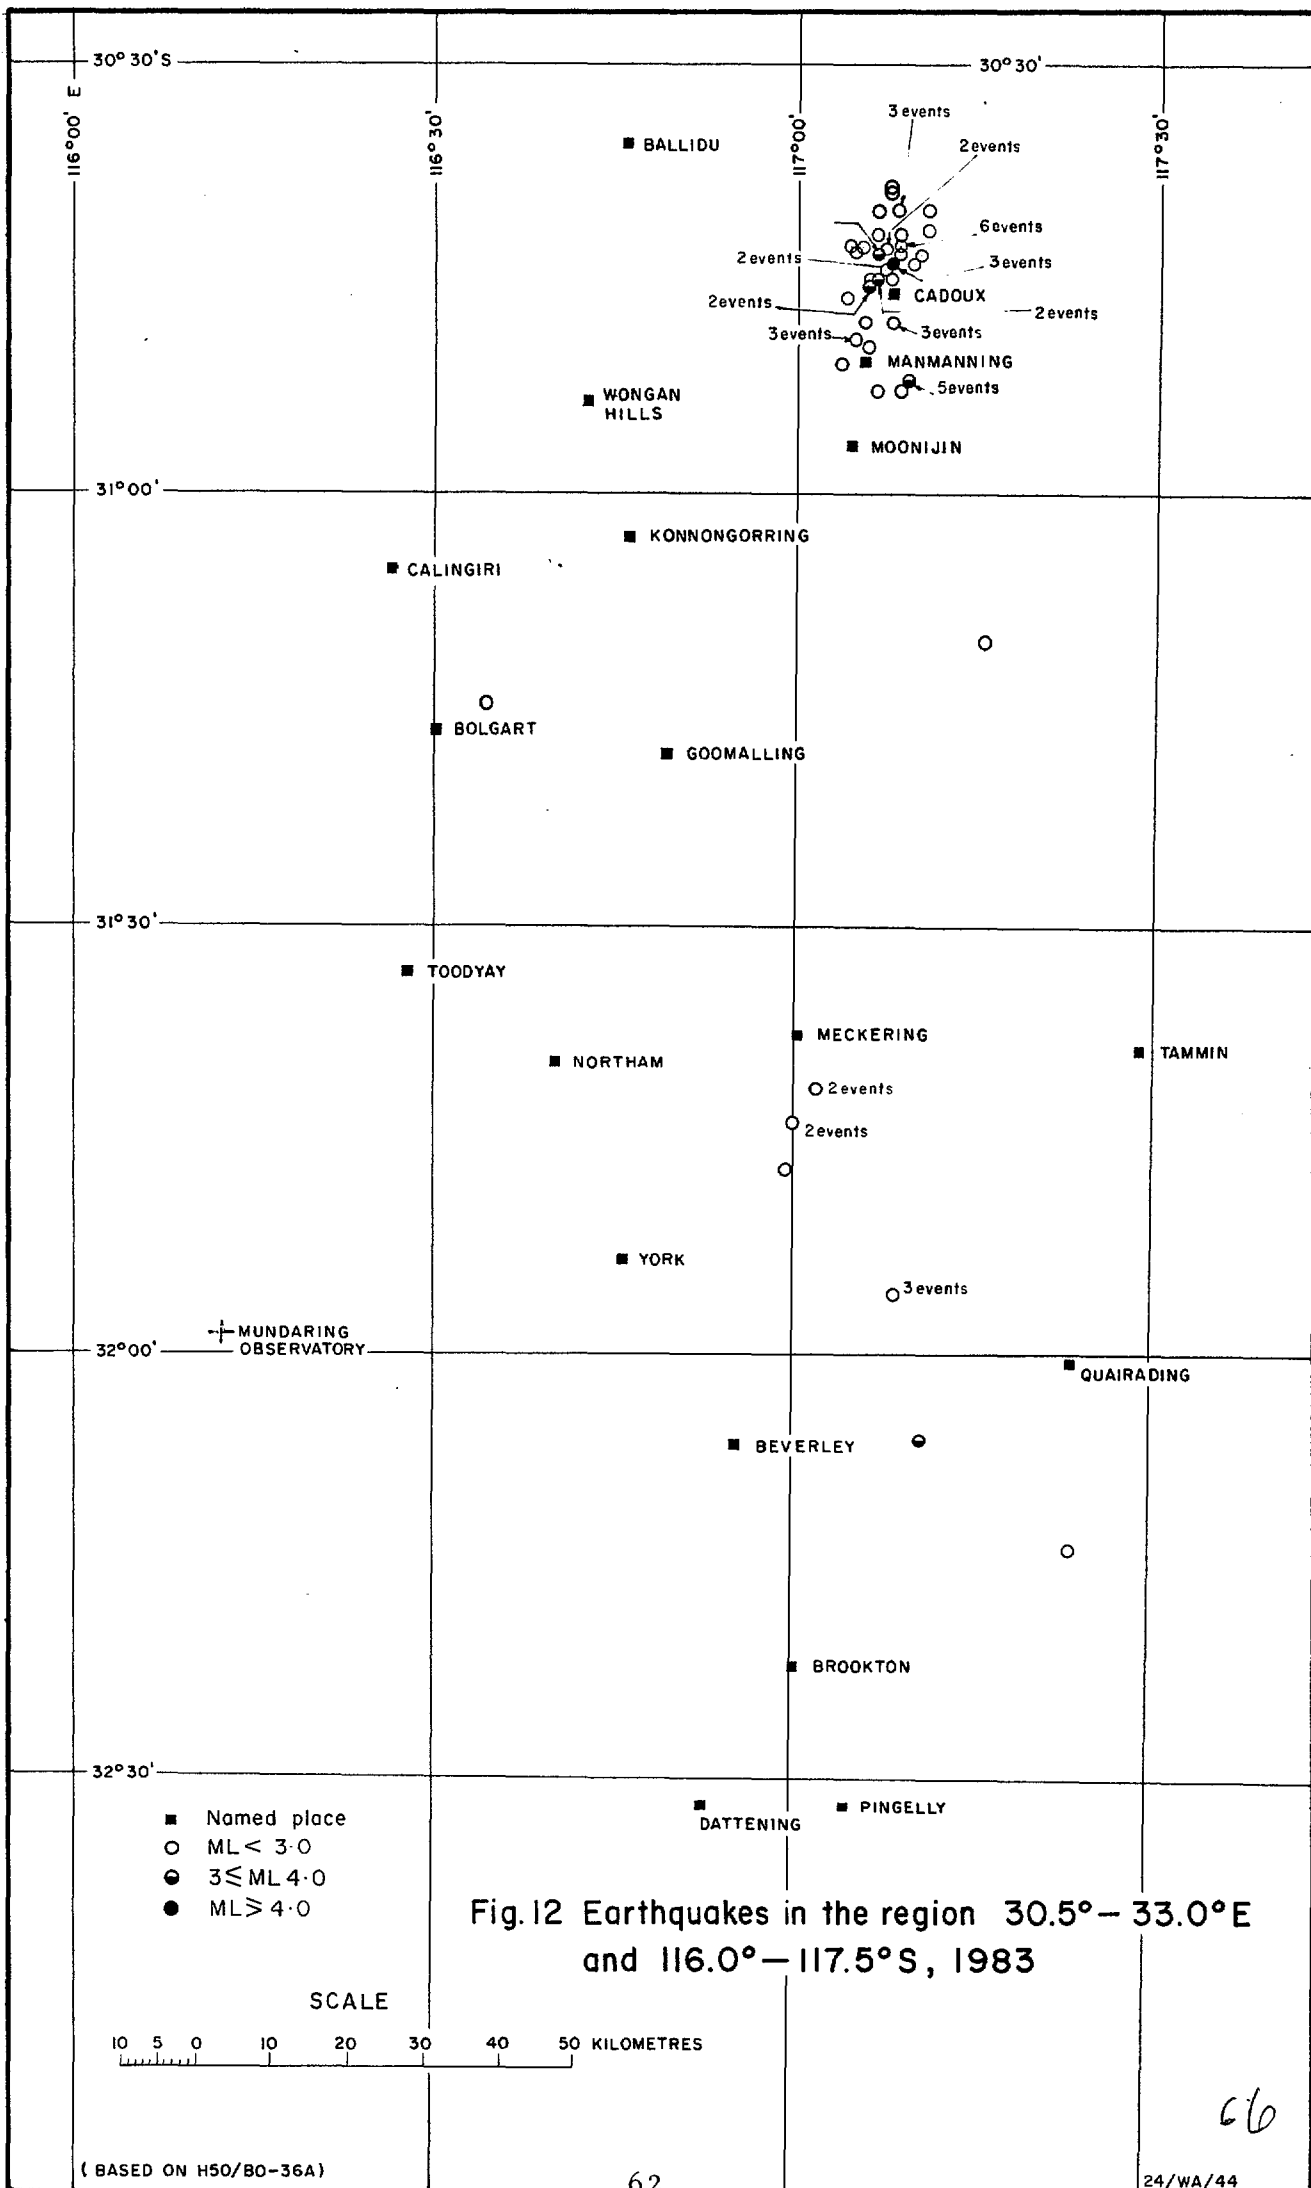 30°30'S
30°30'
116°00' E
116°30'
117°00'
117°30'
3 events
BALLIDU
2 events
6 events
2 events
3 events
CADOUX
2 events
2 events
3 events
3 events
MANMANNING
5 events
WONGAN
HILLS
MOONIJIN
31°00'
KONNONGORRING
CALINGIRI
BOLGART
GOOMALLING
31°30'
TOODYAY
MECKERING
TAMMIN
NORTHAM
2 events
2 events
YORK
3 events
MUNDARING
OBSERVATORY
32°00'
QUAIRADING
BEVERLEY
BROOKTON
32°30'
PINGELLY
DATTENING
Named place
ML < 3·0
3 ≤ ML 4·0
ML ⩾ 4·0
Fig. 12 Earthquakes in the region 30.5° – 33.0° E
and 116.0° – 117.5° S, 1983
SCALE
10 5 0 10 20 30 40 50 KILOMETRES
66
(BASED ON H50/BO-36A)
62
24/WA/44